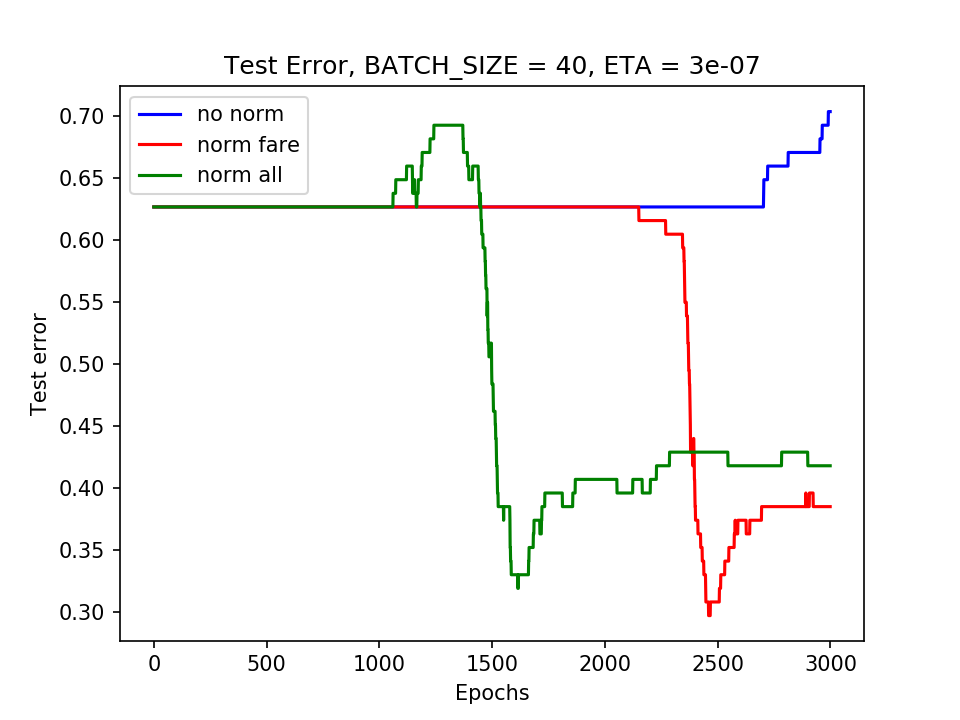 Test Error, BATCH_SIZE = 40, ETA = 3e-07
no norm
norm fare
norm all
0.70
0.65
0.60
0.55
0.50
0.45
0.40
0.35
0.30
Test error
0 500 1000 1500 2000 2500 3000
Epochs